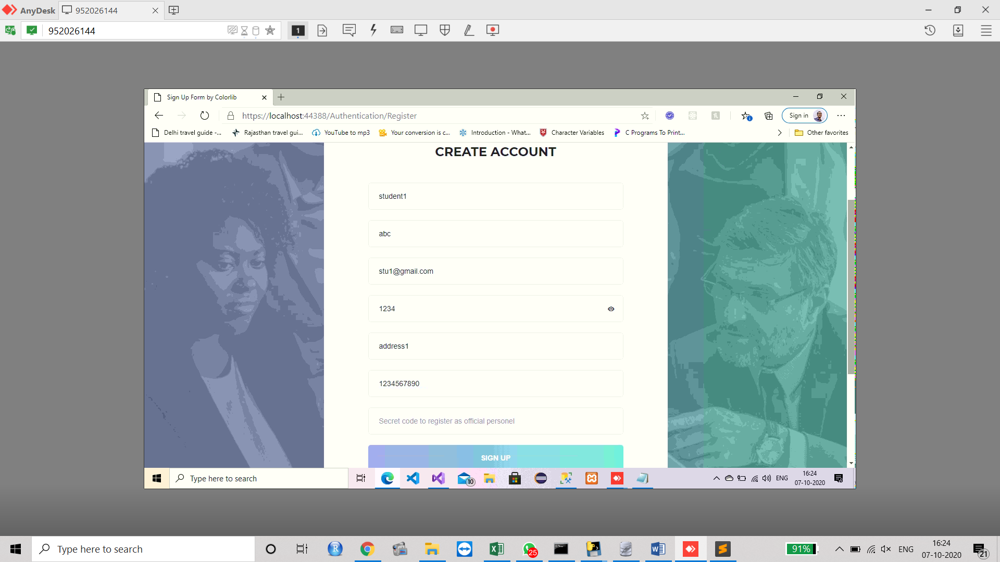 AnyDesk 952026144
952026144
1
Sign Up Form by Colorlib
https://localhost:44388/Authentication/Register
Sign in
Delhi travel guide -... Rajasthan travel gui... YouTube to mp3 Your conversion is c... Introduction - What... Character Variables C Programs To Print... Other favorites
CREATE ACCOUNT
student1
abc
stu1@gmail.com
1234
address1
1234567890
Secret code to register as official personel
SIGN UP
Type here to search
10
ENG
16:24
07-10-2020
Type here to search
25
91%
ENG
16:24
07-10-2020
21